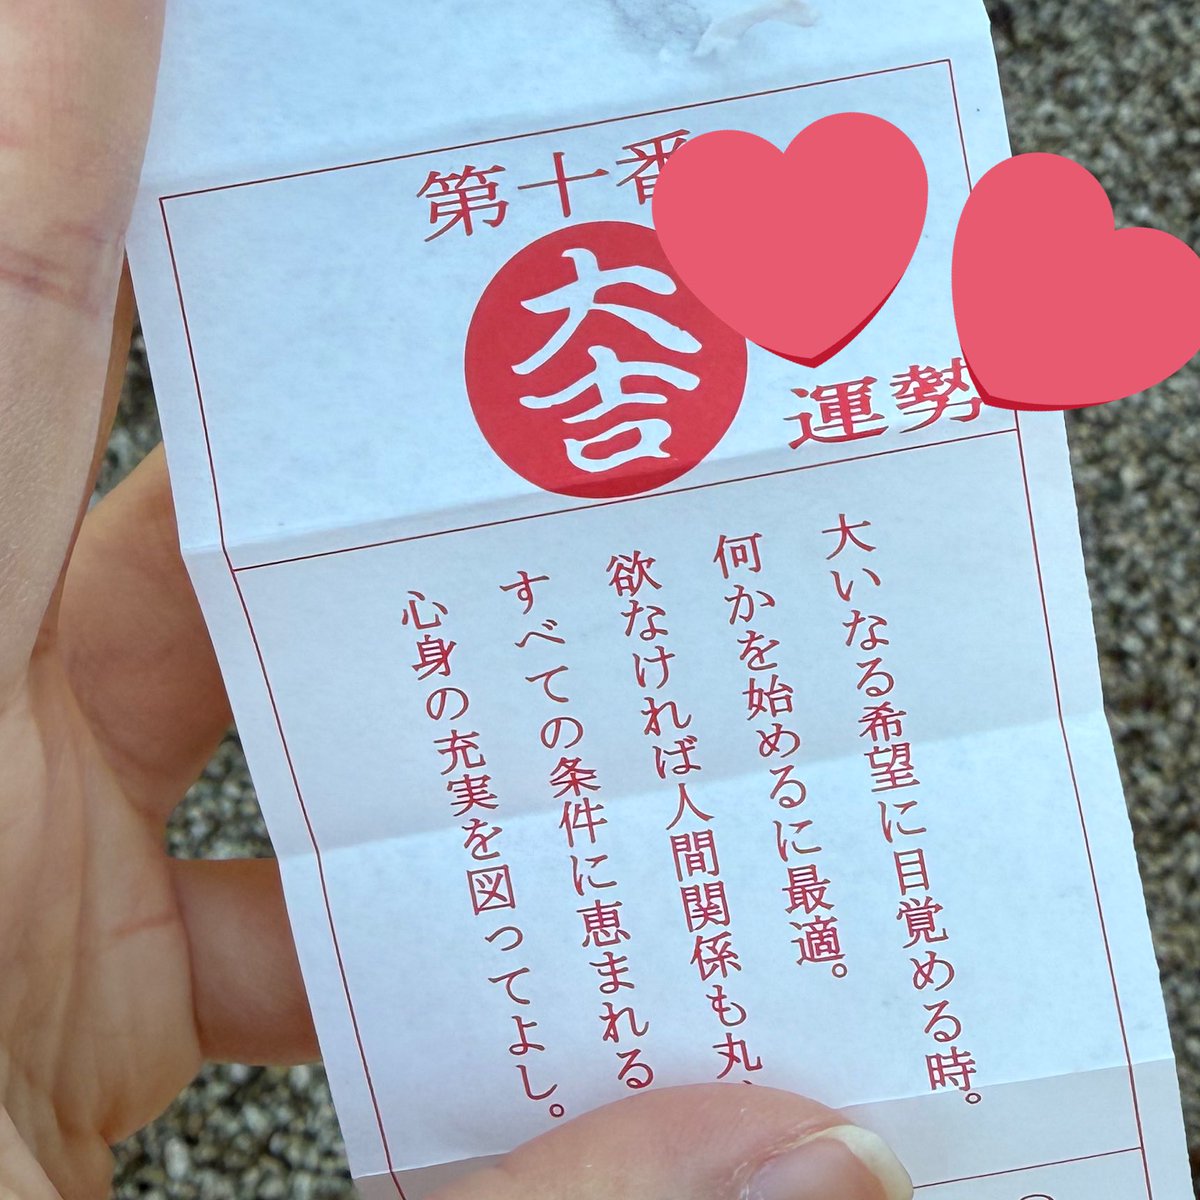 第十番
大吉
運勢
大いなる希望に目覚める時。
何かを始めるに最適。
欲なければ人間関係も丸、
すべての条件に恵まれる
心身の充実を図ってよし。